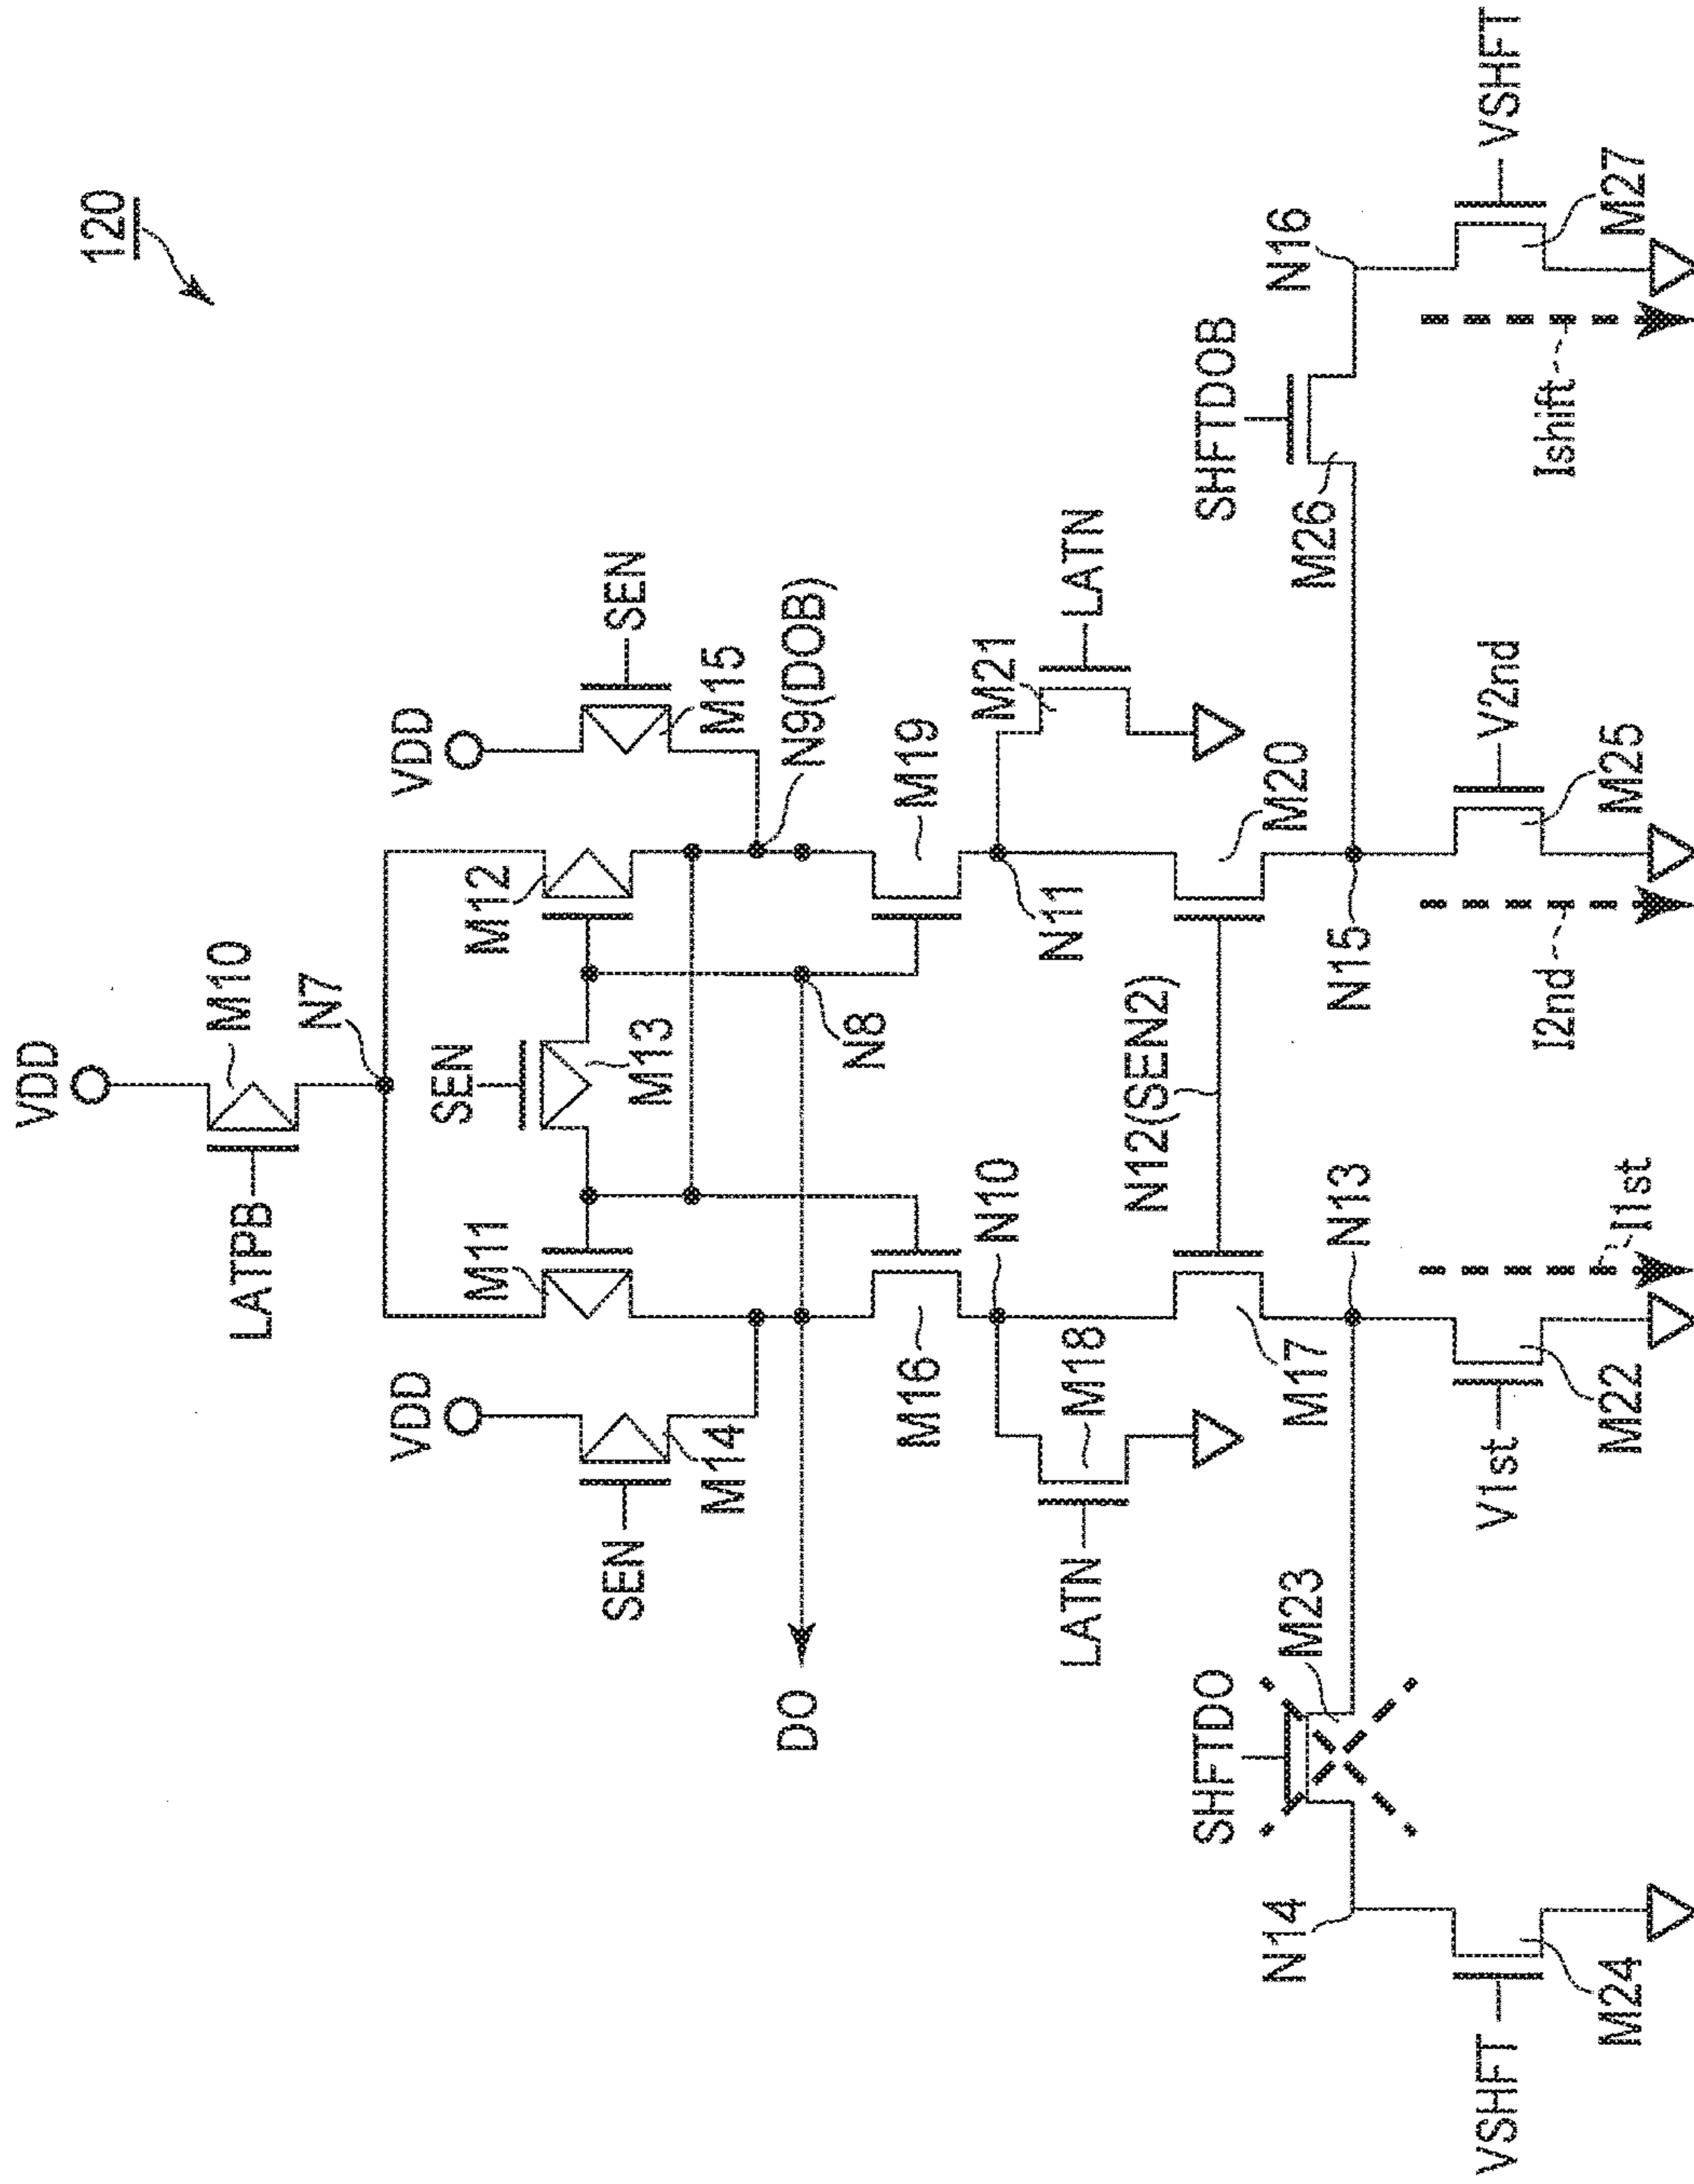 120
VDD
LATPB
M10
N7
VDD
VDD
SEN
M14
M11
SEN
M13
M12
SEN
M15
N9(DOB)
DO
N8
M16
M19
N10
N11
LATN
M18
M21
LATN
M17
N12(SEN2)
M20
SHFTDO
M23
SHFTDOB
M26
N14
N13
N15
N16
VSHFT
M24
V1st
M22
I1st
I2nd
V2nd
M25
Ishift
VSHFT
M27